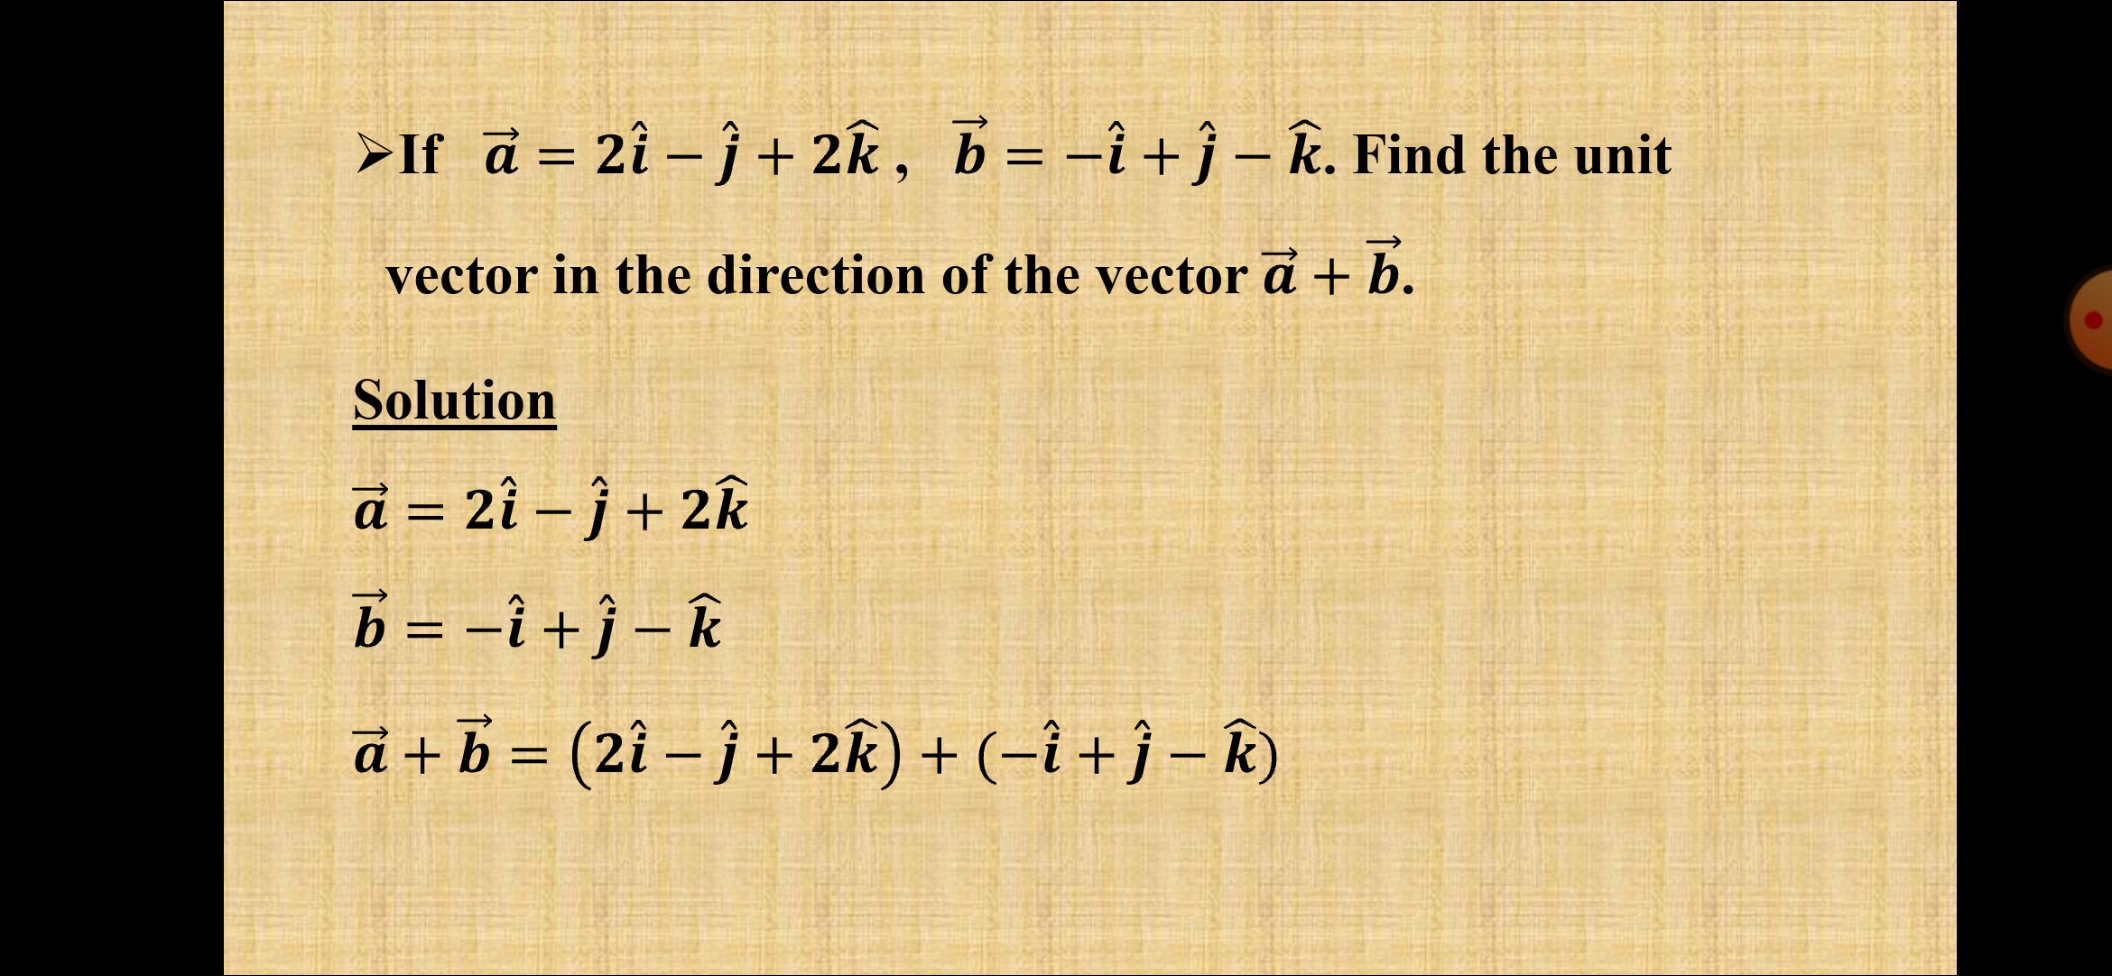 ➢If a⃗ = 2î − ĵ + 2k̂ , b⃗ = −î + ĵ − k̂. Find the unit
vector in the direction of the vector a⃗ + b⃗.
Solution
a⃗ = 2î − ĵ + 2k̂
b⃗ = −î + ĵ − k̂
a⃗ + b⃗ = (2î − ĵ + 2k̂) + (−î + ĵ − k̂)